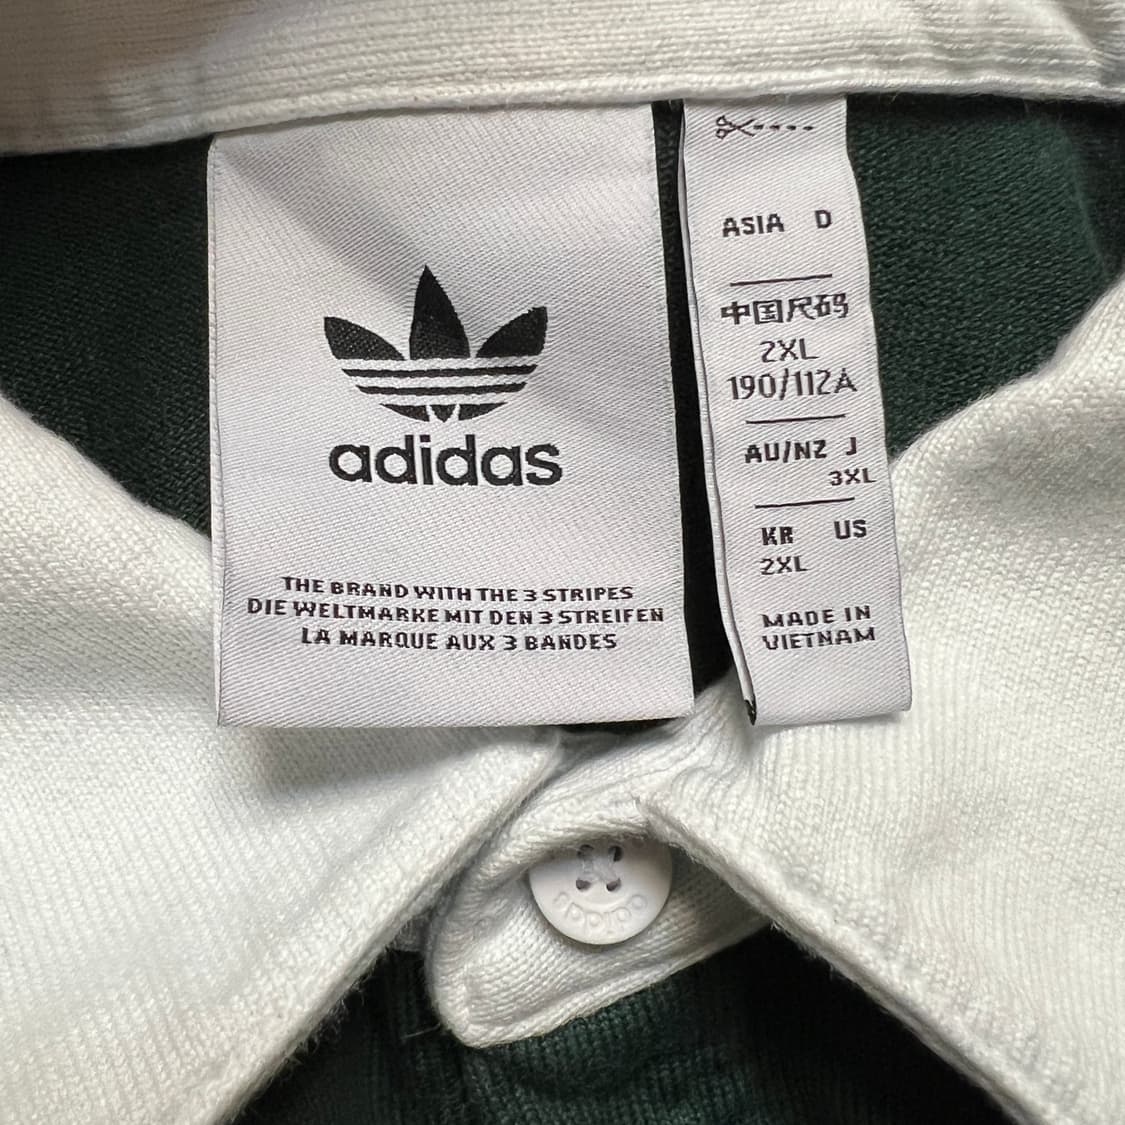 adidas
THE BRAND WITH THE 3 STRIPES
DIE WELTMARKE MIT DEN 3 STREIFEN
LA MARQUE AUX 3 BANDES
ASIA D
中国尺码
2XL
190/112A
AU/NZ J
3XL
KR US
2XL
MADE IN
VIETNAM
adidas